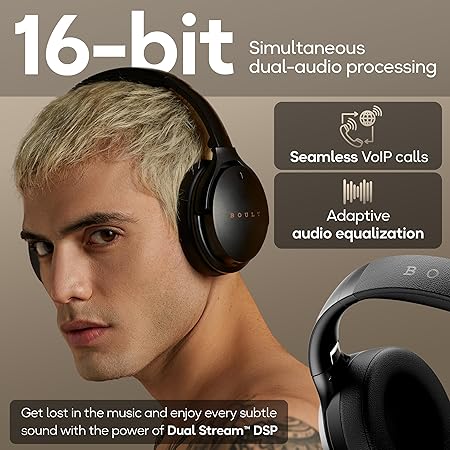 16-bit
Simultaneous
dual-audio processing
Seamless VoIP calls
BOULT
Adaptive
audio equalization
B O
Get lost in the music and enjoy every subtle
sound with the power of Dual Stream™ DSP